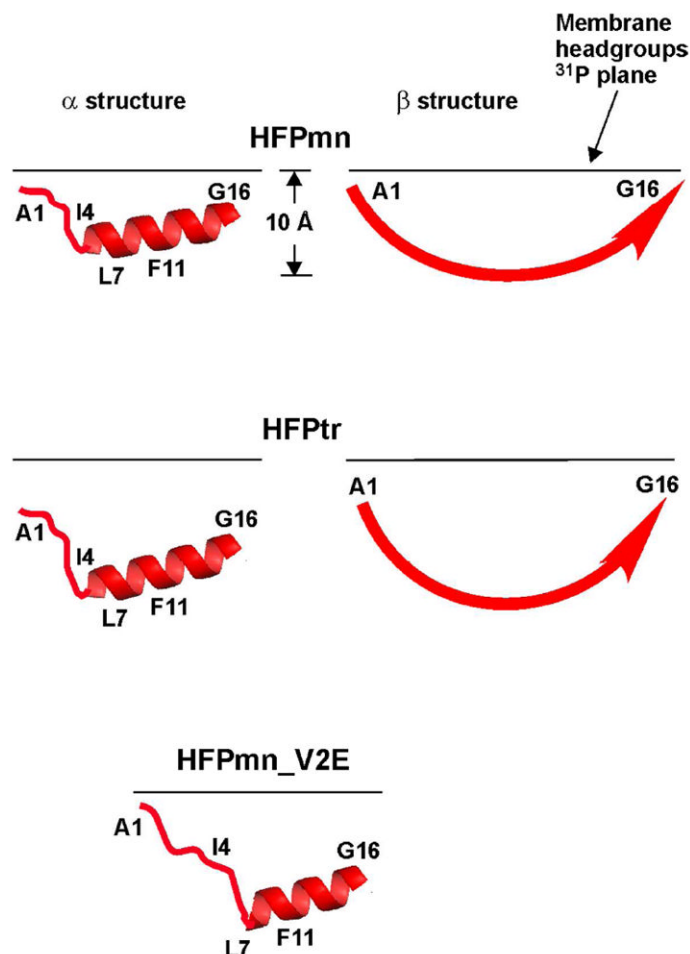 Membrane
headgroups
³¹P plane
α structure
β structure
HFPmn
A1
I4
G16
L7
F11
10 Å
A1
G16
HFPtr
A1
I4
G16
L7
F11
A1
G16
HFPmn_V2E
A1
I4
G16
L7
F11